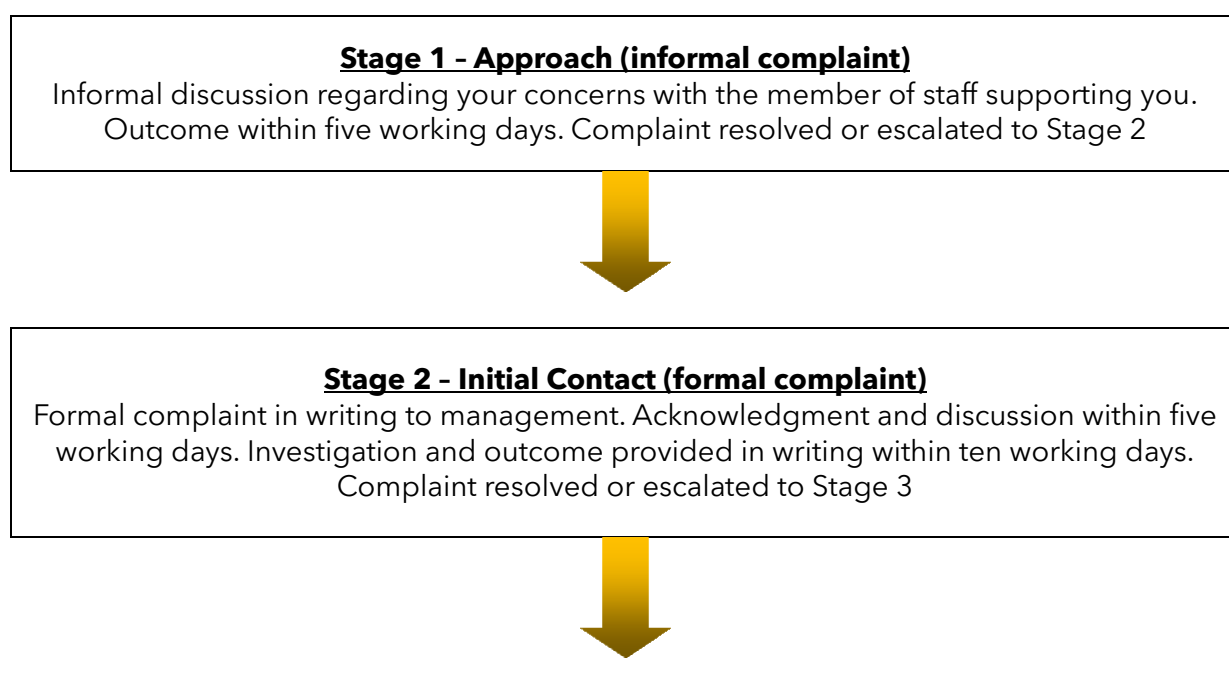 Stage 1 – Approach (informal complaint)
Informal discussion regarding your concerns with the member of staff supporting you.
Outcome within five working days. Complaint resolved or escalated to Stage 2
Stage 2 – Initial Contact (formal complaint)
Formal complaint in writing to management. Acknowledgment and discussion within five
working days. Investigation and outcome provided in writing within ten working days.
Complaint resolved or escalated to Stage 3